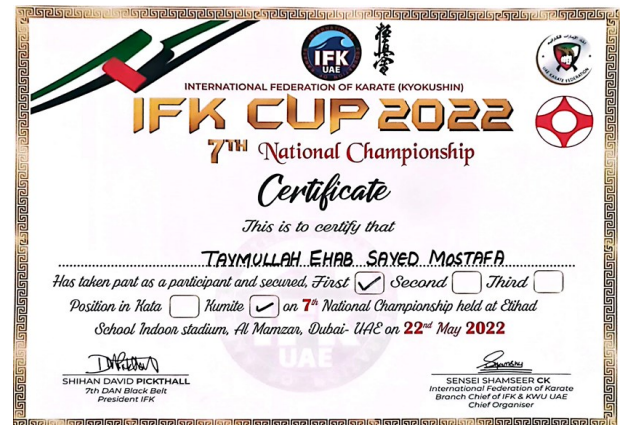 IFK
UAE
極真会
INTERNATIONAL FEDERATION OF KARATE (KYOKUSHIN)
IFK CUP 2022
7TH National Championship
Certificate
This is to certify that
TAYMULLAH EHAB SAYED MOSTAFA
Has taken part as a participant and secured, First ✓ Second Third
Position in Kata Kumite ✓ on 7th National Championship held at Etihad
School Indoor stadium, Al Mamzar, Dubai- UAE on 22nd May 2022
UAE
SHIHAN DAVID PICKTHALL
7th DAN Black Belt
President IFK
SENSEI SHAMSEER CK
International Federation of Karate
Branch Chief of IFK & KWU UAE
Chief Organiser